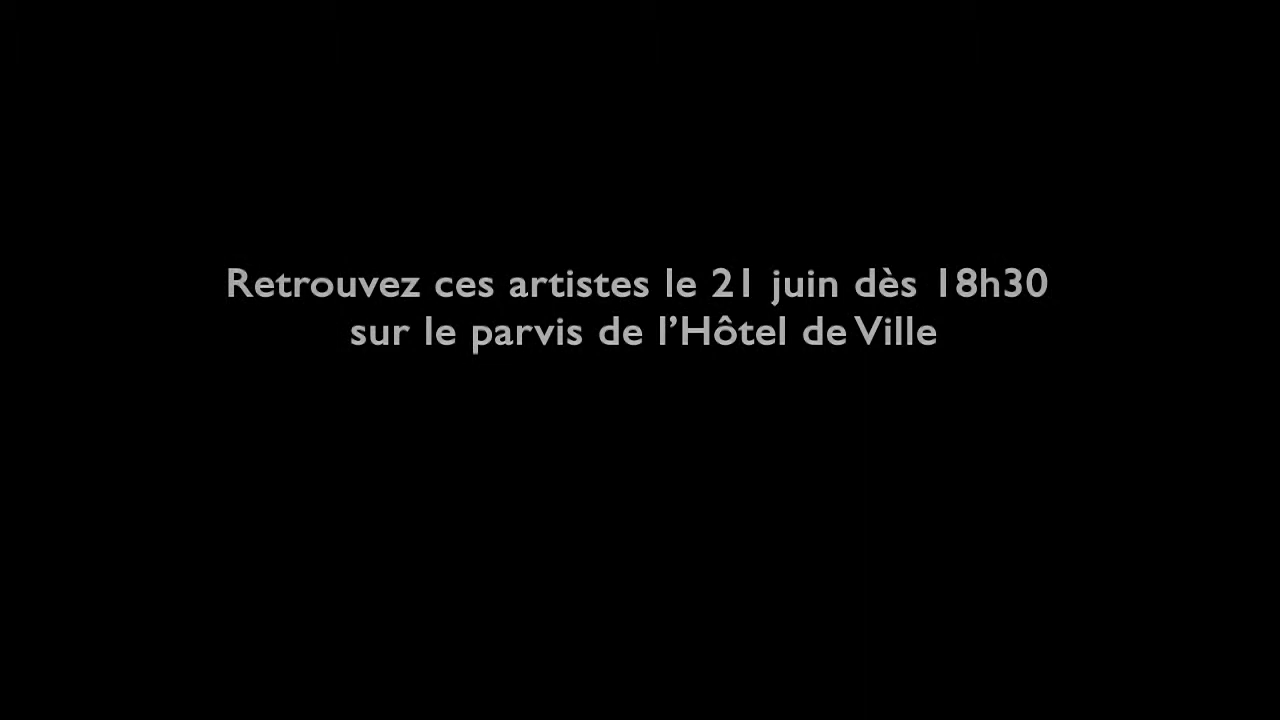 Retrouvez ces artistes le 21 juin dès 18h30
sur le parvis de l’Hôtel de Ville